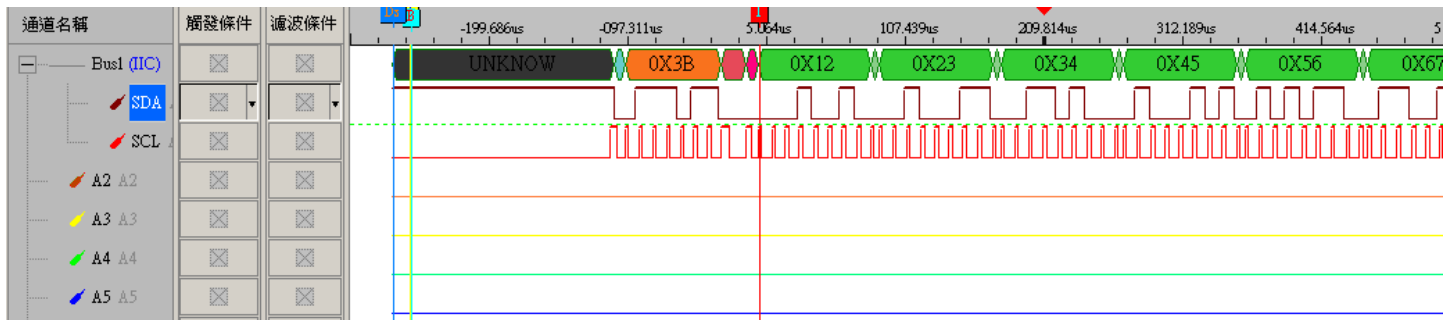 通道名稱 觸發條件 濾波條件
-199.686us -097.311us 5.064us 107.439us 209.814us 312.189us 414.564us 5
Bus1 (IIC) UNKNOW 0X3B 0X12 0X23 0X34 0X45 0X56 0X67
SDA
SCL
A2 A2
A3 A3
A4 A4
A5 A5